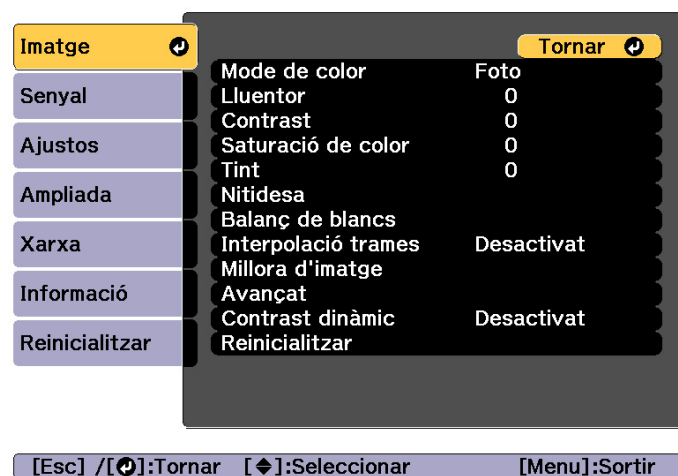 Imatge
Senyal
Ajustos
Ampliada
Xarxa
Informació
Reinicialitzar
Tornar
Mode de color Foto
Lluentor 0
Contrast 0
Saturació de color 0
Tint 0
Nitidesa
Balanç de blancs
Interpolació trames Desactivat
Millora d'imatge
Avançat
Contrast dinàmic Desactivat
Reinicialitzar
[Esc] /[⏎]:Tornar [◆]:Seleccionar [Menu]:Sortir